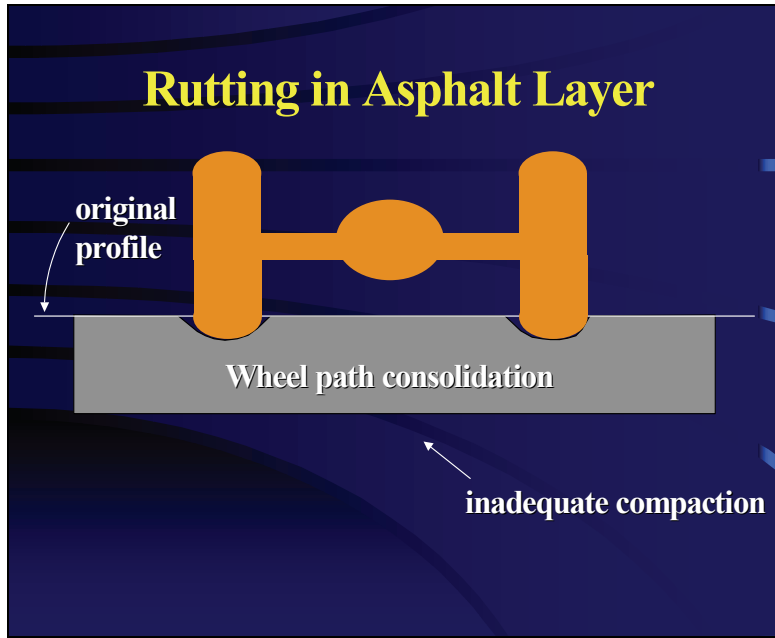 Rutting in Asphalt Layer
original
profile
Wheel path consolidation
inadequate compaction